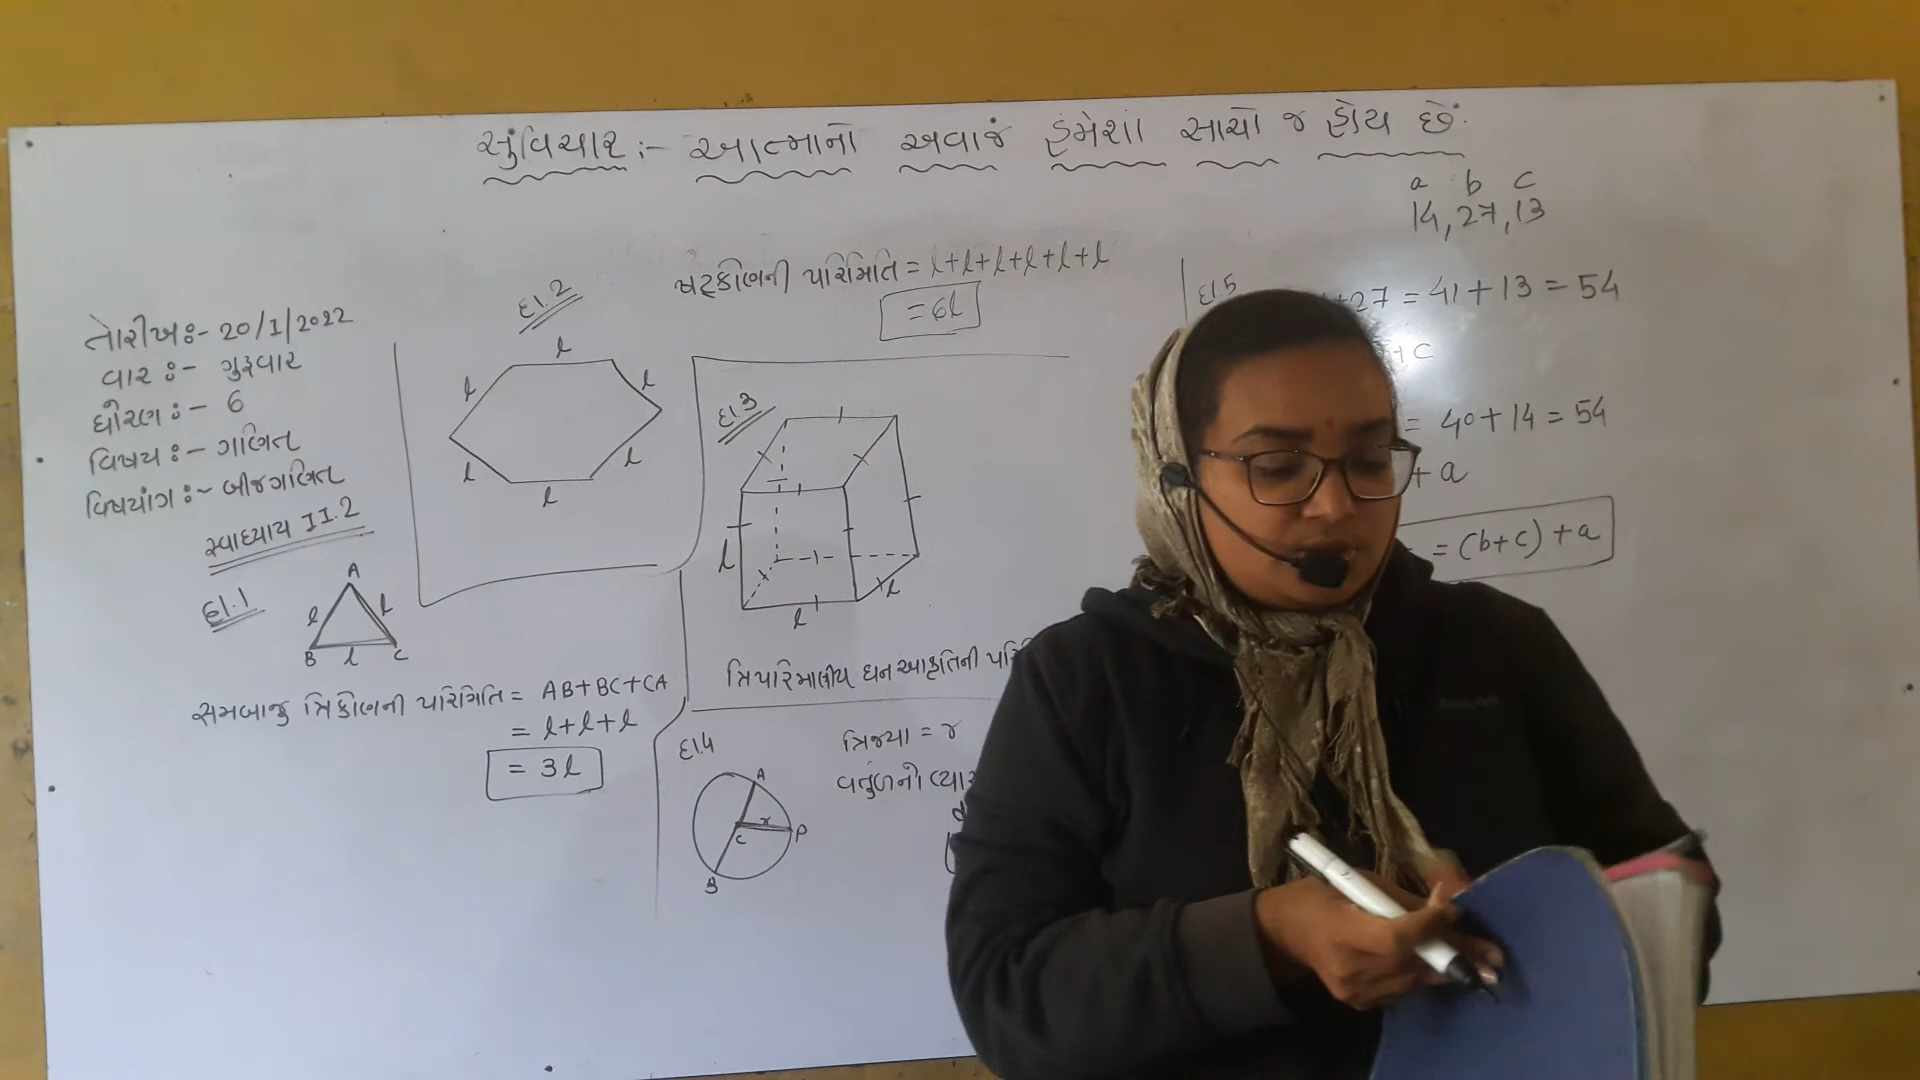 સુવિચાર :- આત્માનો અવાજ હંમેશા સાચો જ હોય છે.
તારીખ :- 20/1/2022
વાર :- ગુરૂવાર
ધોરણ :- 6
વિષય :- ગણિત
વિષયાંગ :- બીજગણિત
સ્વાધ્યાય 11.2
દા.1
A
l
l
B
l
C
સમબાજુ ત્રિકોણની પરિમિતિ = AB+BC+CA
= l+l+l
= 3l
દા.2
l
l
l
l
l
l
ષટ્કોણની પરિમિતિ = l+l+l+l+l+l
= 6l
દા.3
l
l
l
ત્રિપરિમાણીય ઘન આકૃતિની
દા.4
A
r
C
P
B
ત્રિજ્યા = r
વર્તુળનો
d
a b c
14, 27, 13
દા.5
+27 = 41 + 13 = 54
+ c
= 40 + 14 = 54
+ a
= (b+c) + a